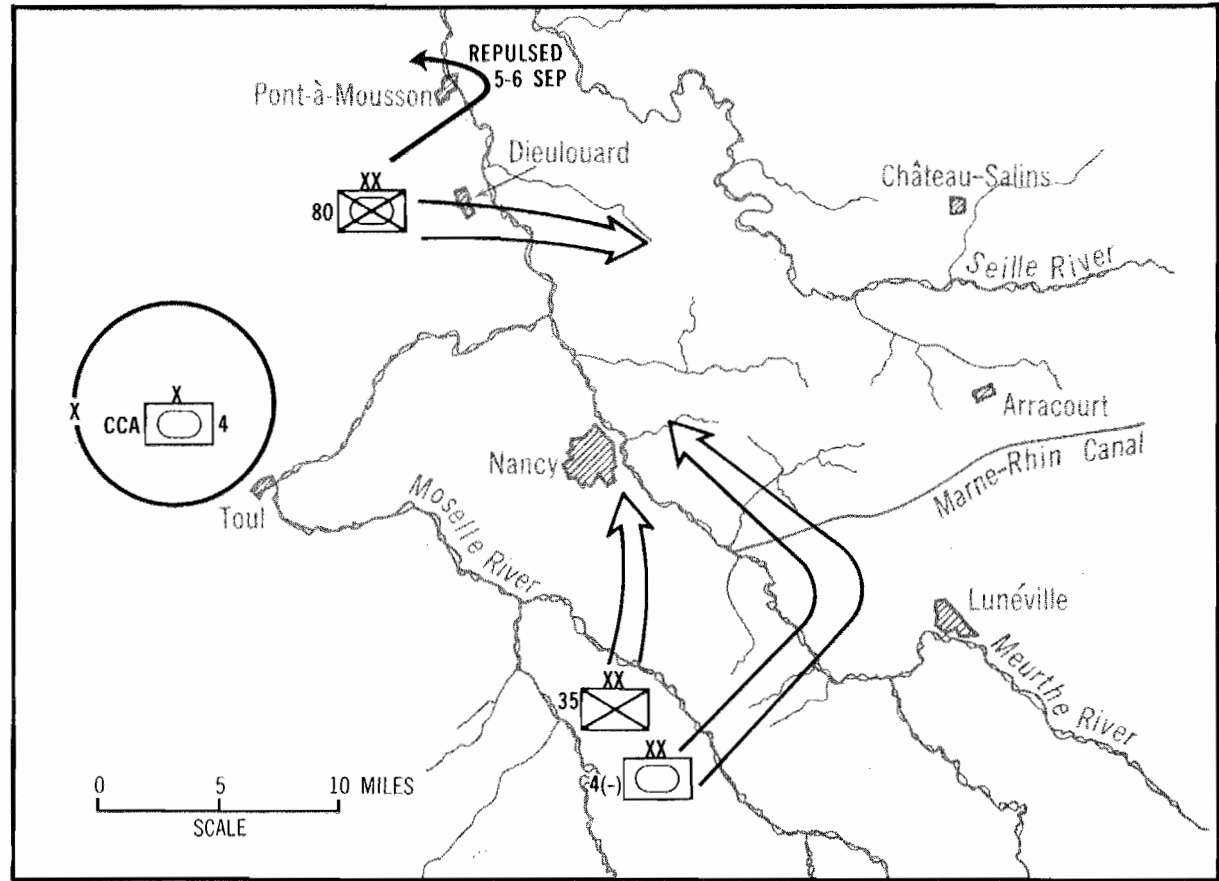 REPULSED
5-6 SEP
Pont-à-Mousson
Dieulouard
XX
80
Château-Salins
Seille River
X
X
CCA
4
Arracourt
Nancy
Marne-Rhin Canal
Toul
Moselle River
Lunéville
Meurthe River
XX
35
XX
4(-)
0 5 10 MILES
SCALE